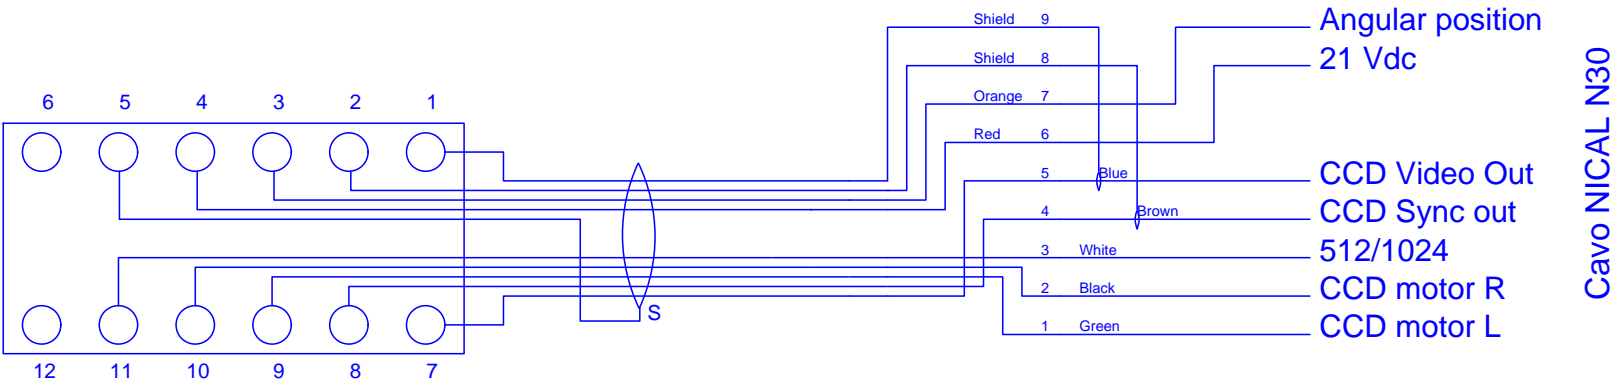 Shield 9
Angular position
Shield 8
21 Vdc
Orange 7
Red 6
6 5 4 3 2 1
5 Blue
CCD Video Out
4 Brown
CCD Sync out
3 White
512/1024
2 Black
CCD motor R
1 Green
CCD motor L
S
12 11 10 9 8 7
Cavo NICAL N30